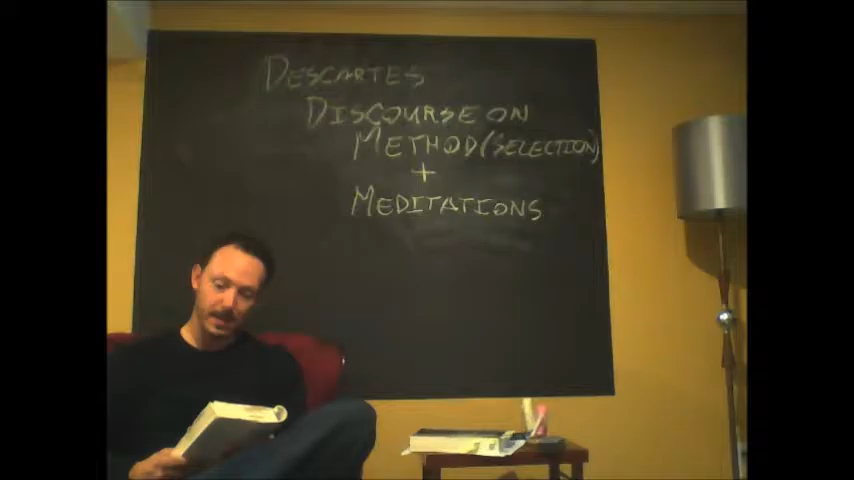 DESCARTES
DISCOURSE ON
METHOD (SELECTION)
+
MEDITATIONS